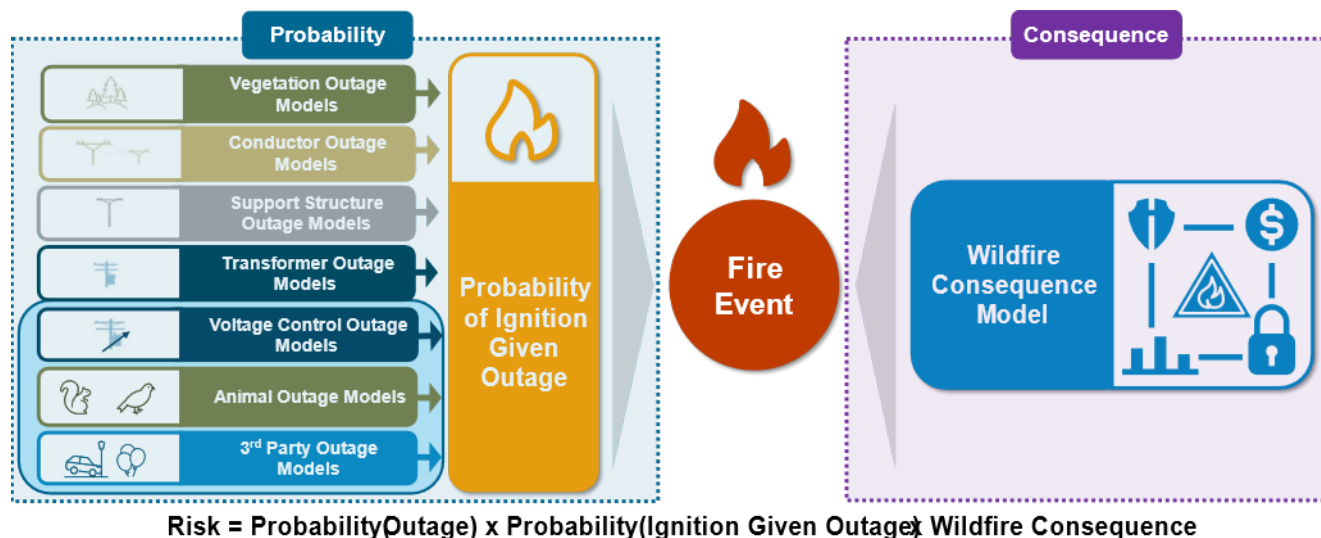 Probability
Consequence
Vegetation Outage
Models
Conductor Outage
Models
Support Structure
Outage Models
Transformer Outage
Models
Voltage Control Outage
Models
Animal Outage Models
3rd Party Outage
Models
Probability
of Ignition
Given
Outage
Fire
Event
Wildfire
Consequence
Model
$
Risk = Probability(Outage) x Probability(Ignition Given Outage) x Wildfire Consequence